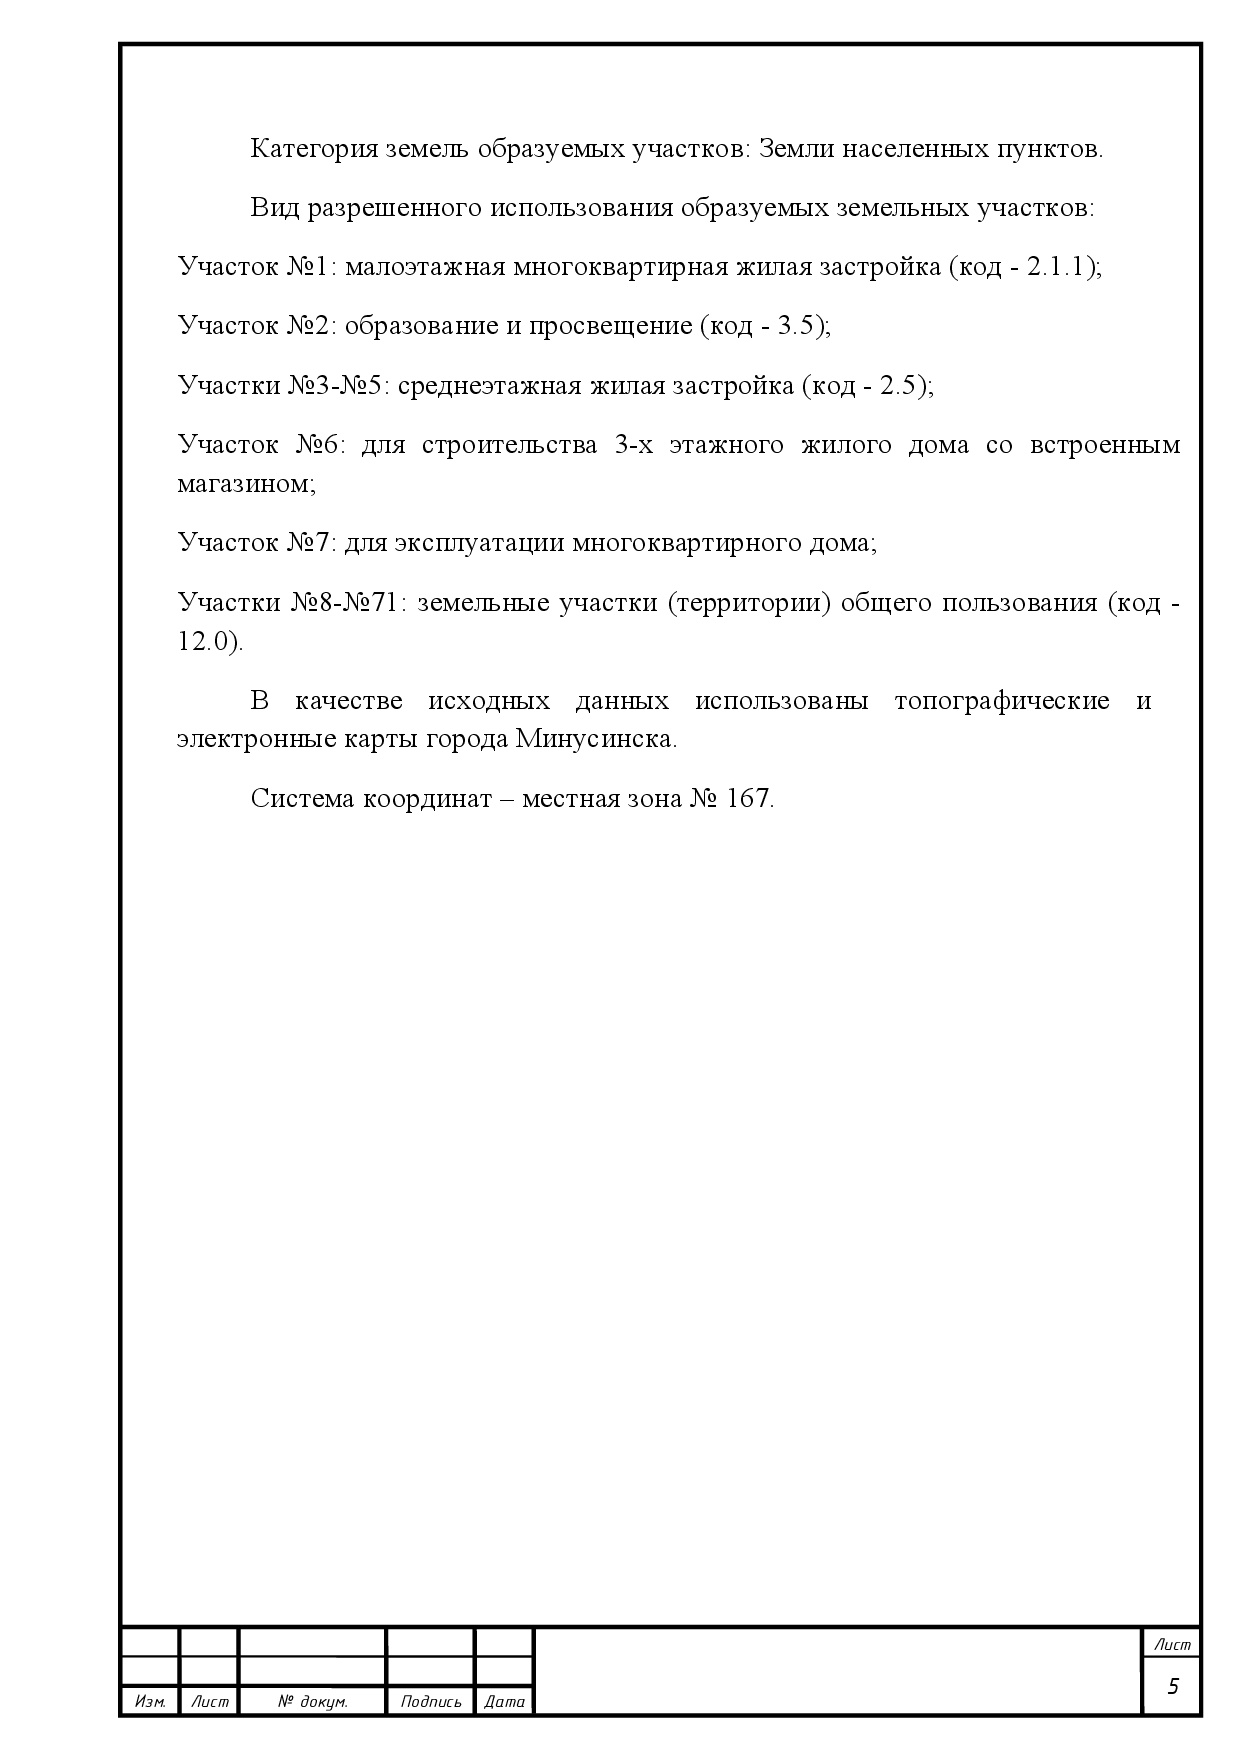 Категория земель образуемых участков: Земли населенных пунктов.
Вид разрешенного использования образуемых земельных участков:
Участок №1: малоэтажная многоквартирная жилая застройка (код - 2.1.1);
Участок №2: образование и просвещение (код - 3.5);
Участки №3-№5: среднеэтажная жилая застройка (код - 2.5);
Участок №6: для строительства 3-х этажного жилого дома со встроенным
магазином;
Участок №7: для эксплуатации многоквартирного дома;
Участки №8-№71: земельные участки (территории) общего пользования (код -
12.0).
В качестве исходных данных использованы топографические и
электронные карты города Минусинска.
Система координат – местная зона № 167.
Лист
5
Изм. Лист № докум. Подпись Дата